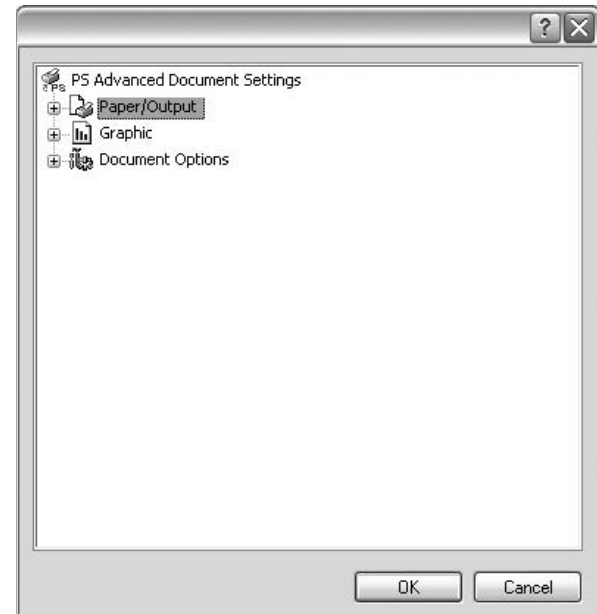 PS Advanced Document Settings
Paper/Output
Graphic
Document Options
OK Cancel